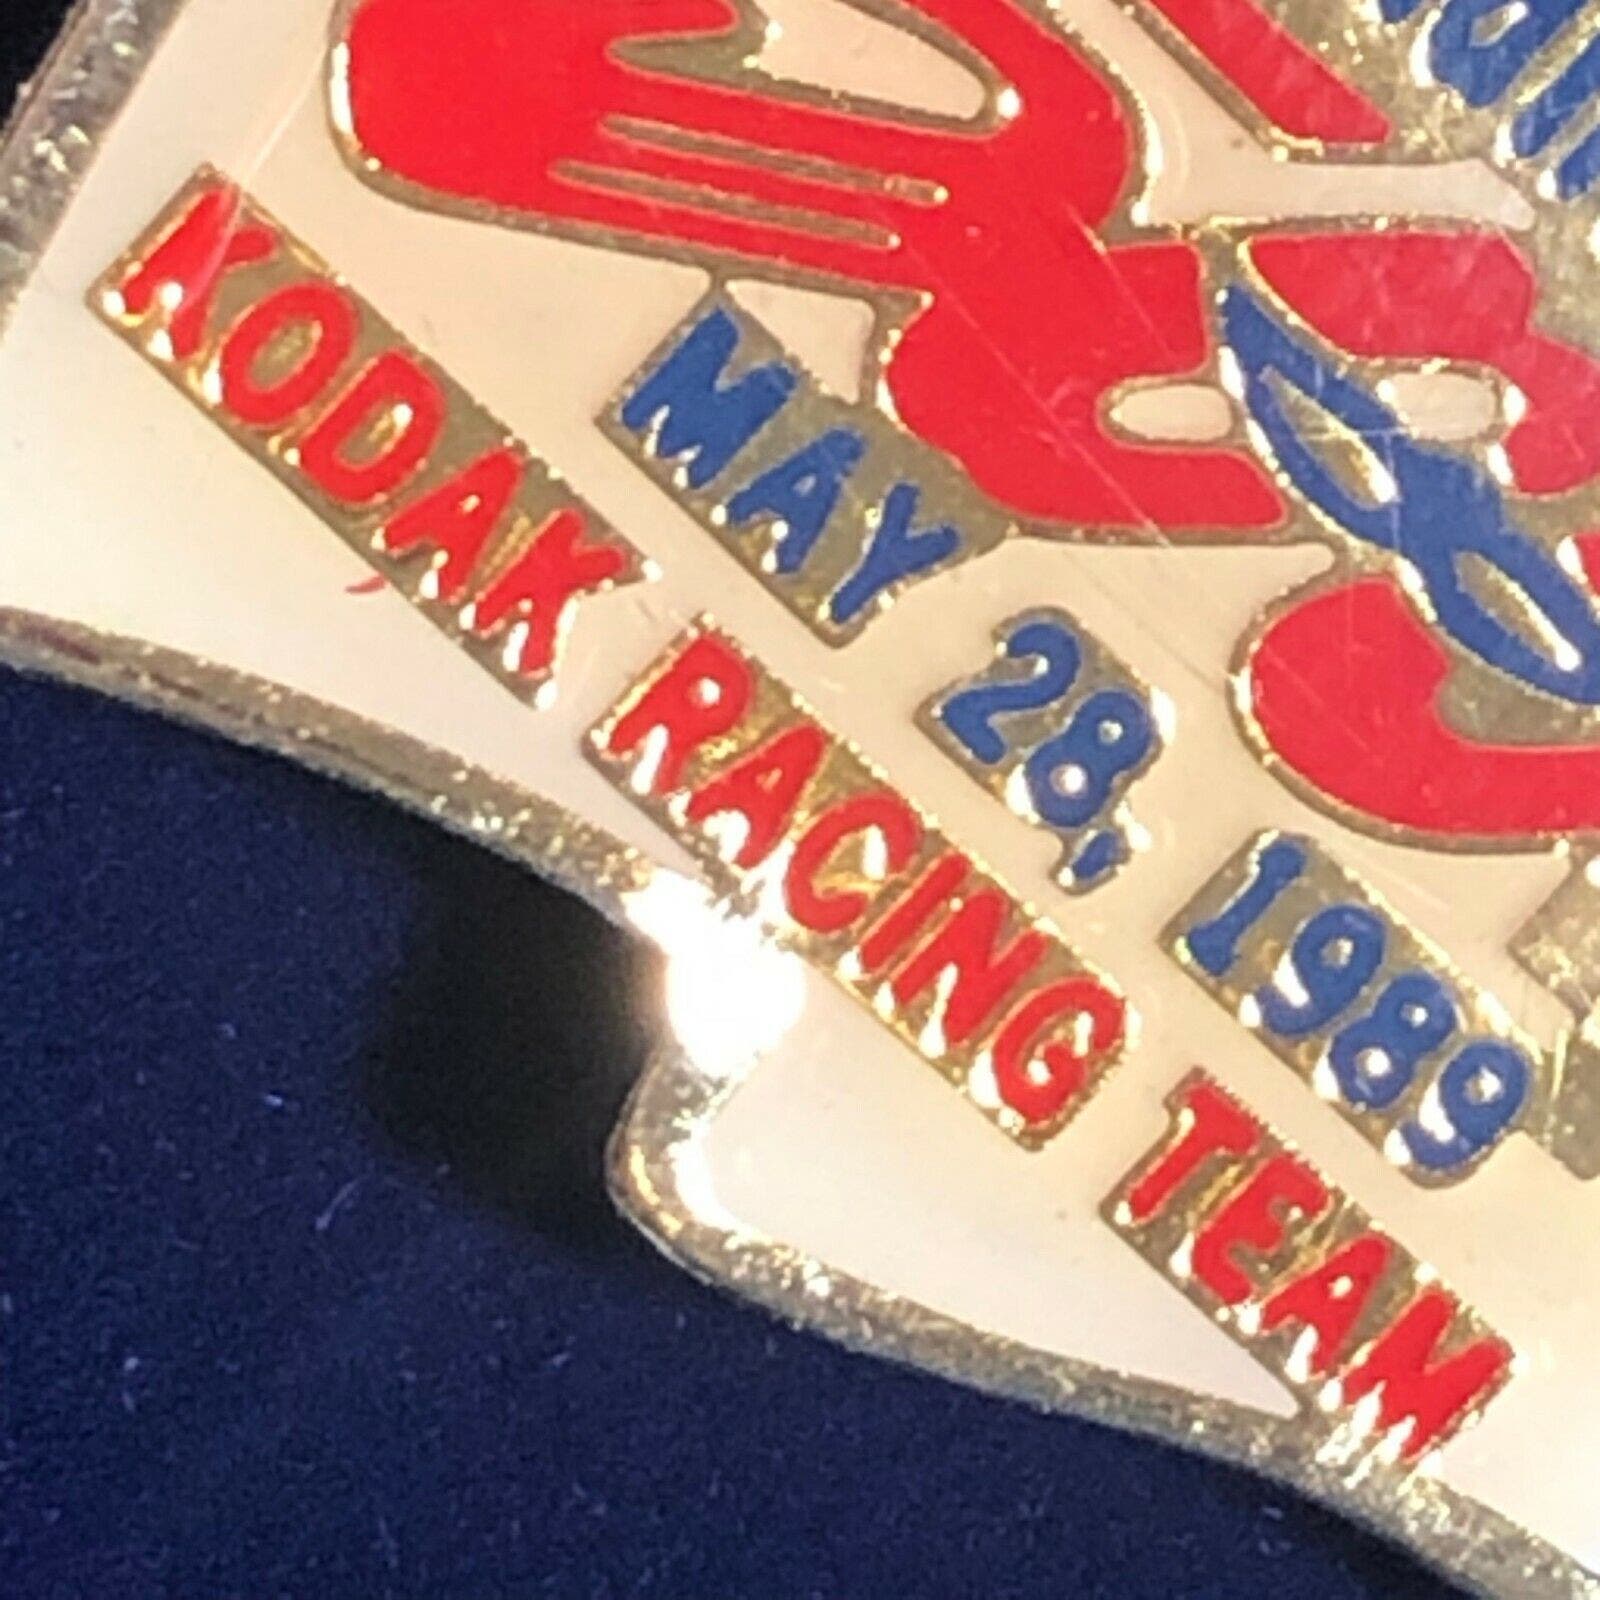 MAY 28, 1989
KODAK RACING TEAM